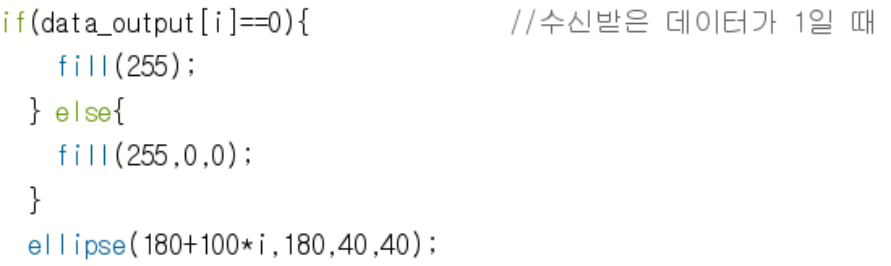 if(data_output[i]==0){ //수신받은 데이터가 1일 때
fill(255);
} else{
fill(255,0,0);
}
ellipse(180+100*i,180,40,40);